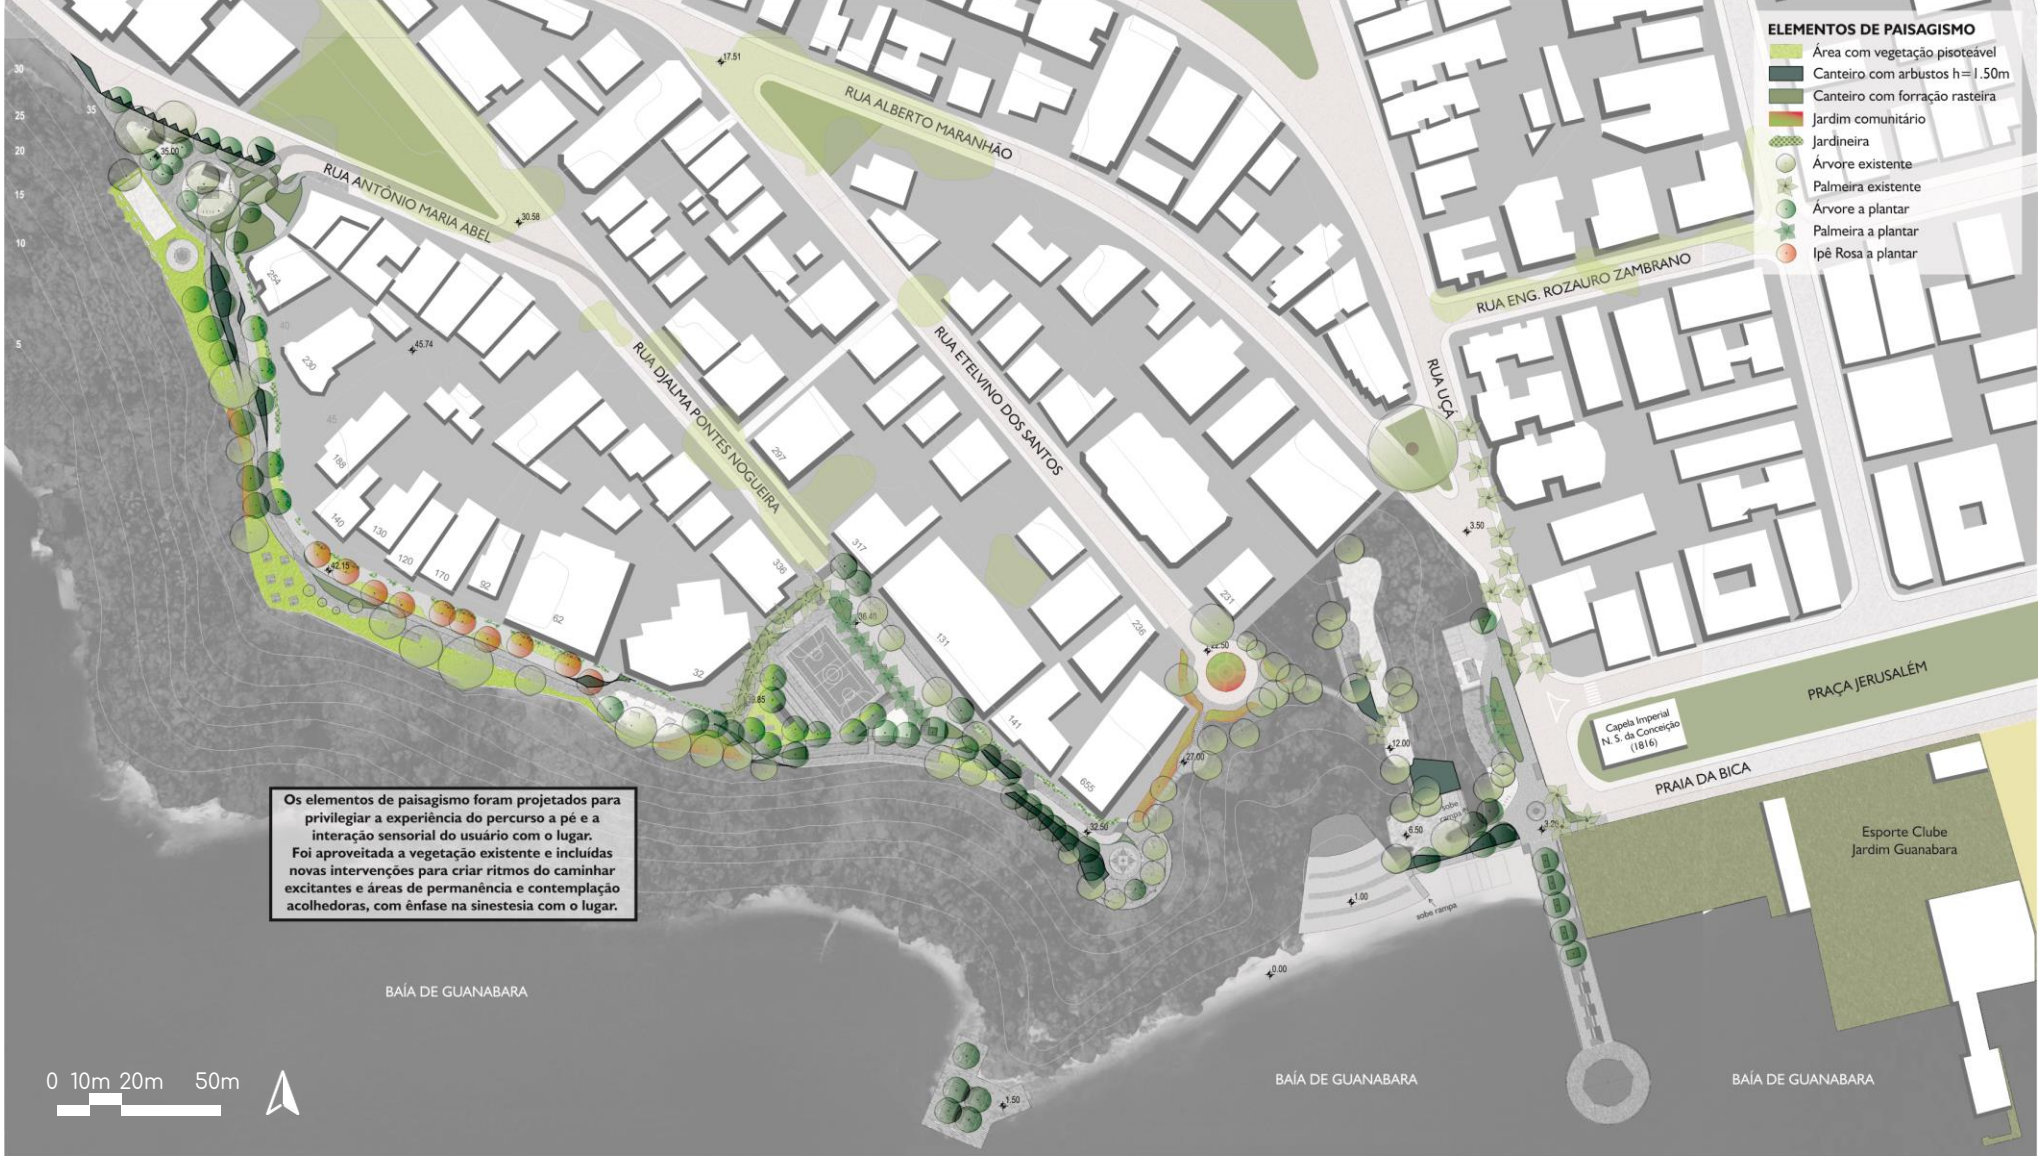 ELEMENTOS DE PAISAGISMO
Área com vegetação pisoteável
Canteiro com arbustos h=1.50m
Canteiro com forração rasteira
Jardim comunitário
Jardineira
Árvore existente
Palmeira existente
Árvore a plantar
Palmeira a plantar
Ipê Rosa a plantar
30
25
20
15
10
5
35
35.00
17.51
30.58
45.74
40
45
RUA ALBERTO MARANHÃO
RUA ANTÔNIO MARIA ABEL
RUA DJALMA PONTES NOGUEIRA
RUA ETELVINO DOS SANTOS
RUA ENG. ROZAURO ZAMBRANO
RUA UÇÁ
254
230
188
140
130
120
170
92
62
32
336
297
317
131
141
655
236
231
42.15
22.50
27.00
32.50
3.50
12.00
6.50
1.00
0.00
1.50
sobe
rampa
sobe rampa
PRAÇA JERUSALÉM
Capela Imperial
N. S. da Conceição
(1816)
PRAIA DA BICA
Esporte Clube
Jardim Guanabara
Os elementos de paisagismo foram projetados para
privilegiar a experiência do percurso a pé e a
interação sensorial do usuário com o lugar.
Foi aproveitada a vegetação existente e incluídas
novas intervenções para criar ritmos do caminhar
excitantes e áreas de permanência e contemplação
acolhedoras, com ênfase na sinestesia com o lugar.
BAÍA DE GUANABARA
BAÍA DE GUANABARA
BAÍA DE GUANABARA
0 10m 20m 50m